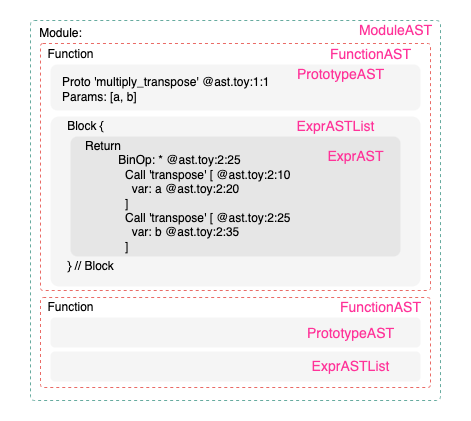 Module:
ModuleAST
Function
FunctionAST
Proto 'multiply_transpose' @ast.toy:1:1
PrototypeAST
Params: [a, b]
Block {
ExprASTList
Return
ExprAST
BinOp: * @ast.toy:2:25
Call 'transpose' [ @ast.toy:2:10
var: a @ast.toy:2:20
]
Call 'transpose' [ @ast.toy:2:25
var: b @ast.toy:2:35
]
} // Block
Function
FunctionAST
PrototypeAST
ExprASTList